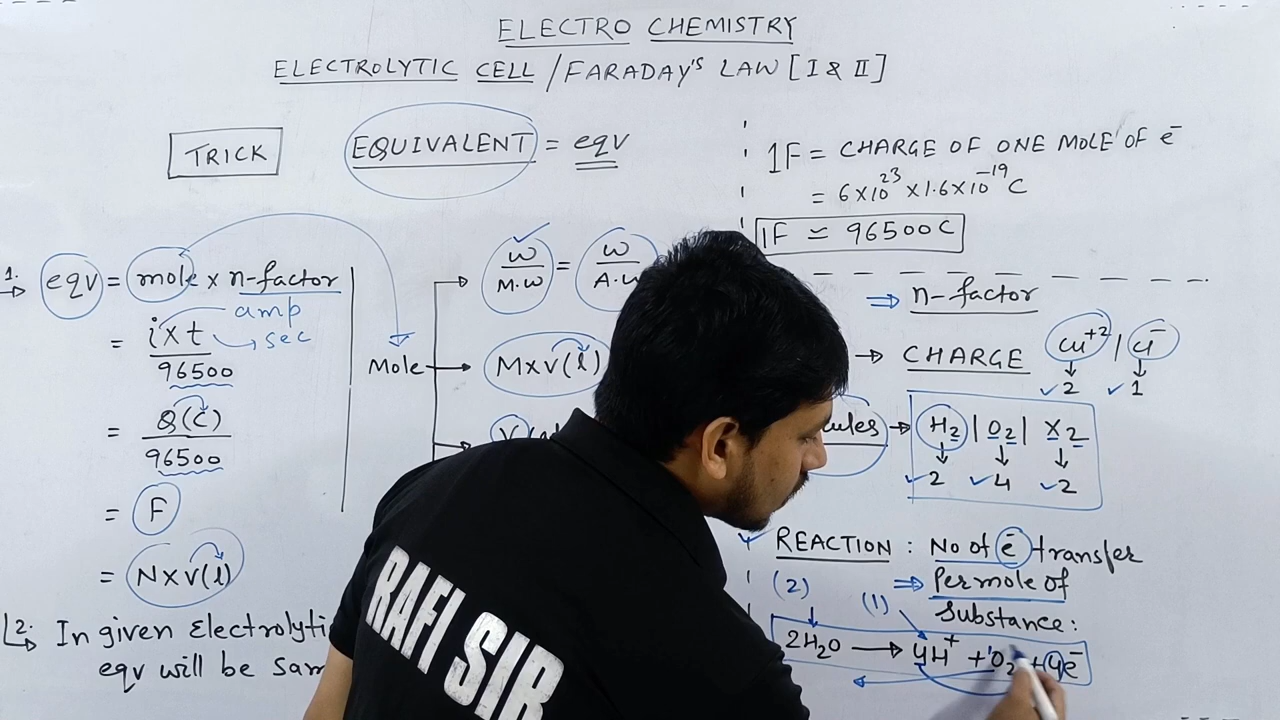 ELECTRO CHEMISTRY
ELECTROLYTIC CELL / FARADAY'S LAW [I & II]
TRICK
EQUIVALENT = eqv
1F = CHARGE OF ONE MOLE OF e⁻
= 6×10²³ × 1.6×10⁻¹⁹ C
1F ≃ 96500C
1. → eqv = mole × n-factor
= i×t / 96500
amp
sec
= Q(C) / 96500
= F
= N×V(l)
2. In given Electrolyti
eqv will be sam
Mole
w / M.W = w / A.W
M×V(l)
⇒ n-factor
→ CHARGE Cu⁺² | Cl⁻
✓2 ✓1
→ H₂ | O₂ | X₂
✓2 ✓4 ✓2
REACTION : No of e⁻ transfer
⇒ Per mole of
Substance :
(2) (1)
2H₂O → 4H⁺ + 1O₂ + 4e⁻
RAFI SIR